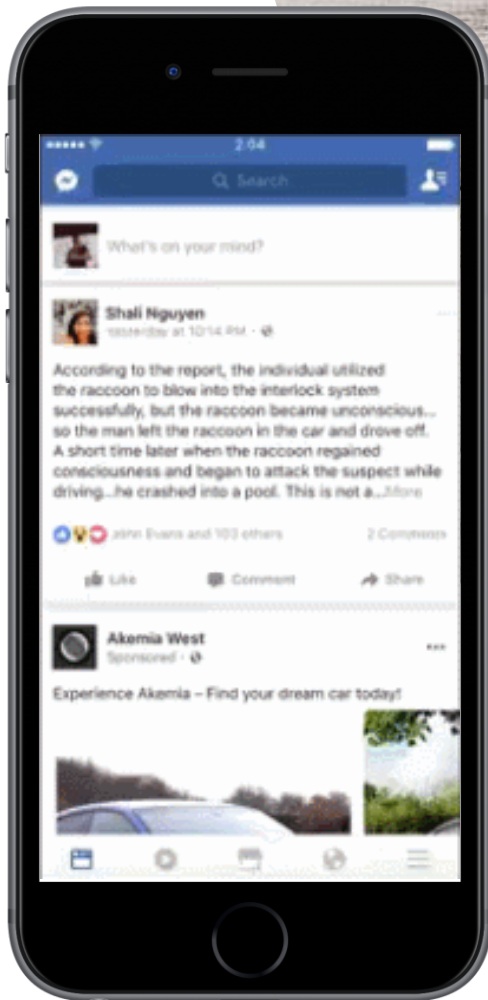 2:04
Search
What's on your mind?
Shali Nguyen
Yesterday at 10:14 PM
According to the report, the individual utilized
the raccoon to blow into the interlock system
successfully, but the raccoon became unconscious...
so the man left the raccoon in the car and drove off.
A short time later when the raccoon regained
consciousness and began to attack the suspect while
driving...he crashed into a pool. This is not a...More
John Evans and 103 others 2 Comments
Like Comment Share
Akemia West
Sponsored
Experience Akemia – Find your dream car today!